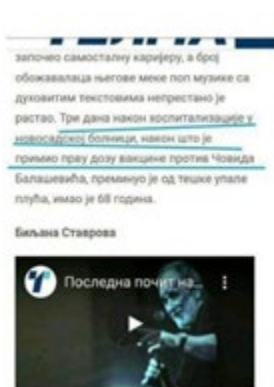 започео самосталну каријеру, а број
обожавалаца његове меке поп музике са
духовитим текстовима непрестано је
растао. Три дана након хоспитализације у
новосадској болници, након што је
примио прву дозу вакцине против Човида
Балашевића, преминуо је од тешке упале
плућа, имао је 68 година.
Биљана Ставрова
Последна почит на...